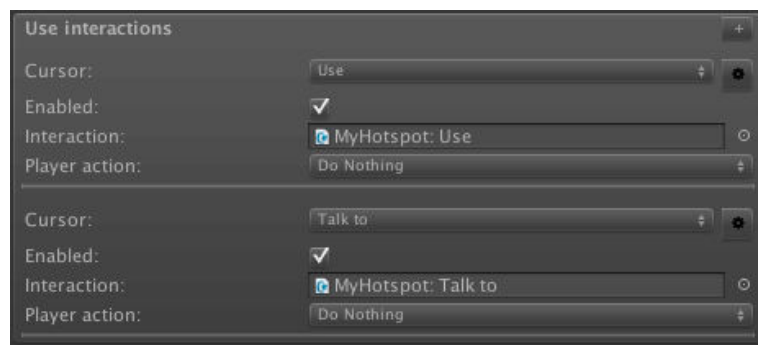 Use interactions +
Cursor: Use
Enabled:
Interaction: MyHotspot: Use
Player action: Do Nothing
Cursor: Talk to
Enabled:
Interaction: MyHotspot: Talk to
Player action: Do Nothing